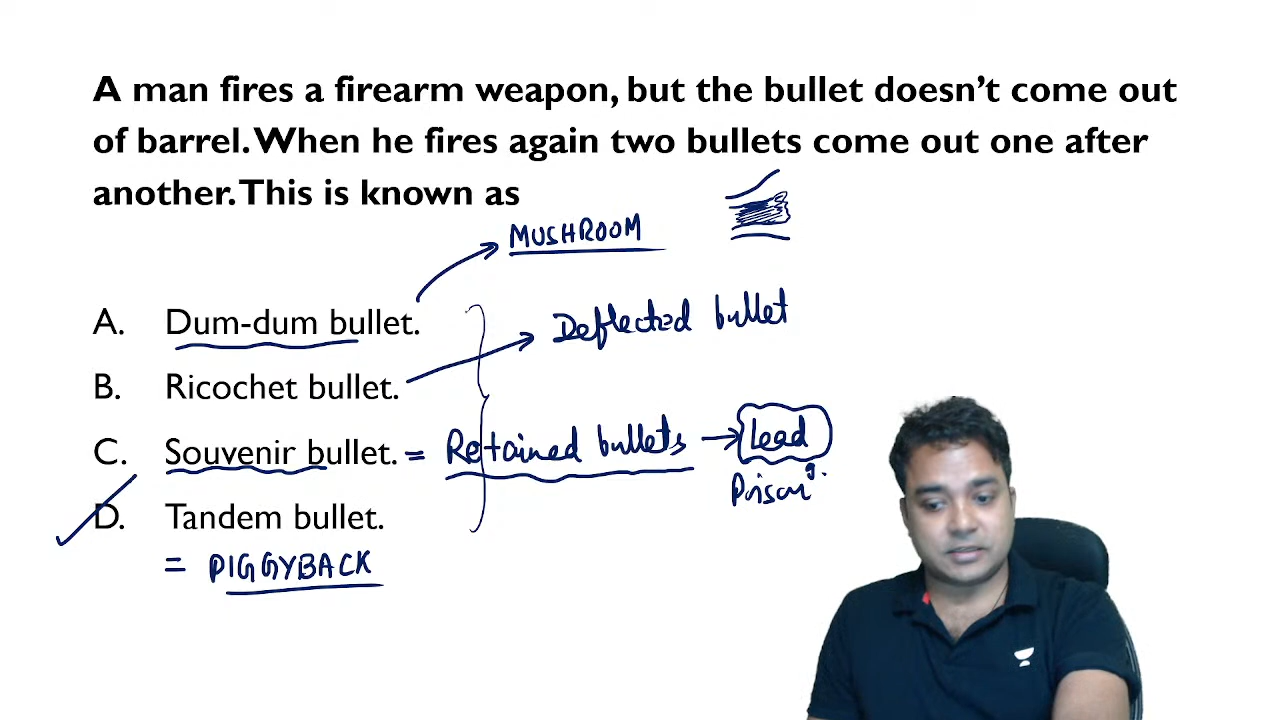 A man fires a firearm weapon, but the bullet doesn't come out
of barrel. When he fires again two bullets come out one after
another. This is known as
MUSHROOM
A. Dum-dum bullet.
Deflected bullet
B. Ricochet bullet.
C. Souvenir bullet. = Retained bullets → Lead
Poisong.
D. Tandem bullet.
= PIGGYBACK